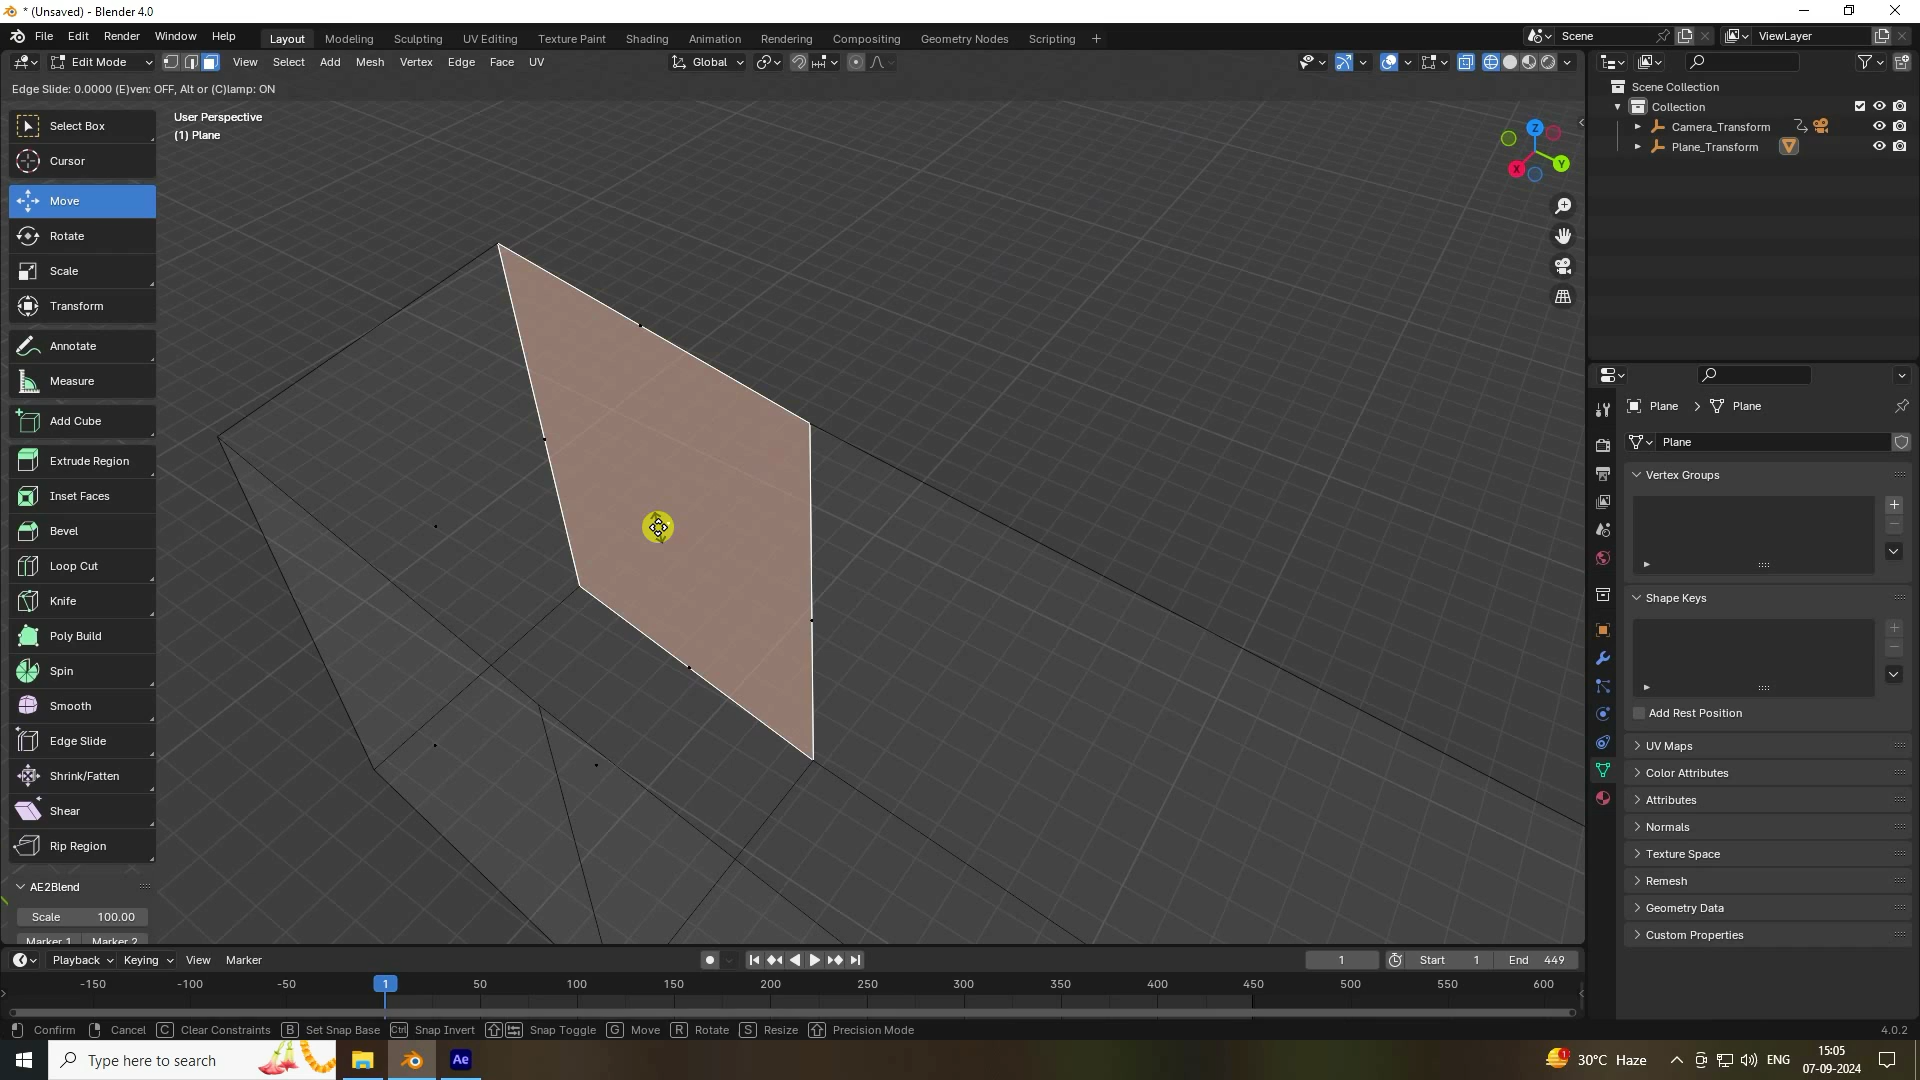 * (Unsaved) - Blender 4.0
File Edit Render Window Help
Layout Modeling Sculpting UV Editing Texture Paint Shading Animation Rendering Compositing Geometry Nodes Scripting +
Scene
ViewLayer
Edit Mode
View Select Add Mesh Vertex Edge Face UV
Global
Edge Slide: 0.0000 (E)ven: OFF, Alt or (C)lamp: ON
User Perspective
(1) Plane
Select Box
Cursor
Move
Rotate
Scale
Transform
Annotate
Measure
Add Cube
Extrude Region
Inset Faces
Bevel
Loop Cut
Knife
Poly Build
Spin
Smooth
Edge Slide
Shrink/Fatten
Shear
Rip Region
AE2Blend
Scale 100.00
Marker 1 Marker 2
Z
Y
X
Scene Collection
Collection
Camera_Transform
Plane_Transform
Plane > Plane
Plane
Vertex Groups
Shape Keys
Add Rest Position
UV Maps
Color Attributes
Attributes
Normals
Texture Space
Remesh
Geometry Data
Custom Properties
Playback Keying View Marker
1 Start 1 End 449
-150 -100 -50 1 50 100 150 200 250 300 350 400 450 500 550 600
Confirm Cancel C Clear Constraints B Set Snap Base Ctrl Snap Invert Snap Toggle G Move R Rotate S Resize Precision Mode
4.0.2
Type here to search
Ae
1
30°C Haze
ENG
15:05
07-09-2024